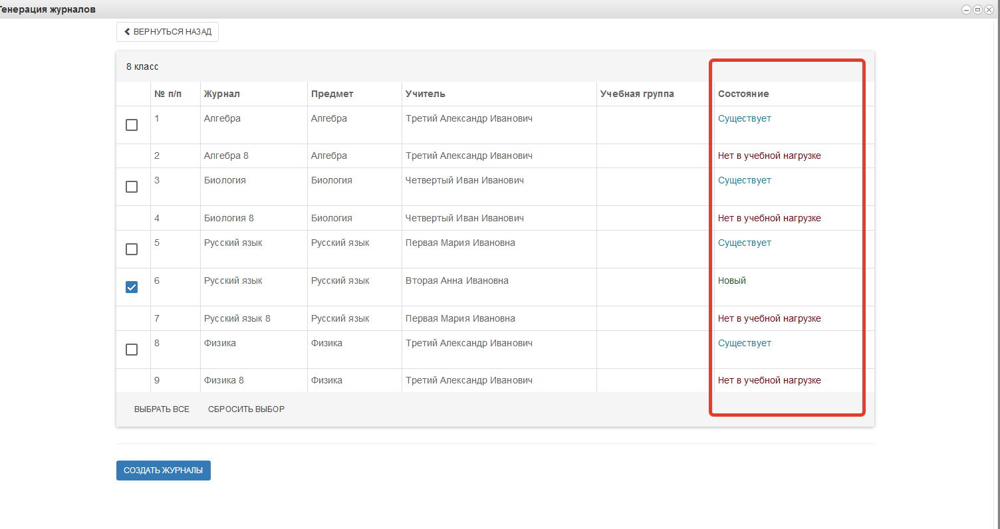 Генерация журналов
ВЕРНУТЬСЯ НАЗАД
8 класс
№ п/п Журнал Предмет Учитель Учебная группа Состояние
1 Алгебра Алгебра Третий Александр Иванович Существует
2 Алгебра 8 Алгебра Третий Александр Иванович Нет в учебной нагрузке
3 Биология Биология Четвертый Иван Иванович Существует
4 Биология 8 Биология Четвертый Иван Иванович Нет в учебной нагрузке
5 Русский язык Русский язык Первая Мария Ивановна Существует
6 Русский язык Русский язык Вторая Анна Ивановна Новый
7 Русский язык 8 Русский язык Первая Мария Ивановна Нет в учебной нагрузке
8 Физика Физика Третий Александр Иванович Существует
9 Физика 8 Физика Третий Александр Иванович Нет в учебной нагрузке
ВЫБРАТЬ ВСЕ СБРОСИТЬ ВЫБОР
СОЗДАТЬ ЖУРНАЛЫ